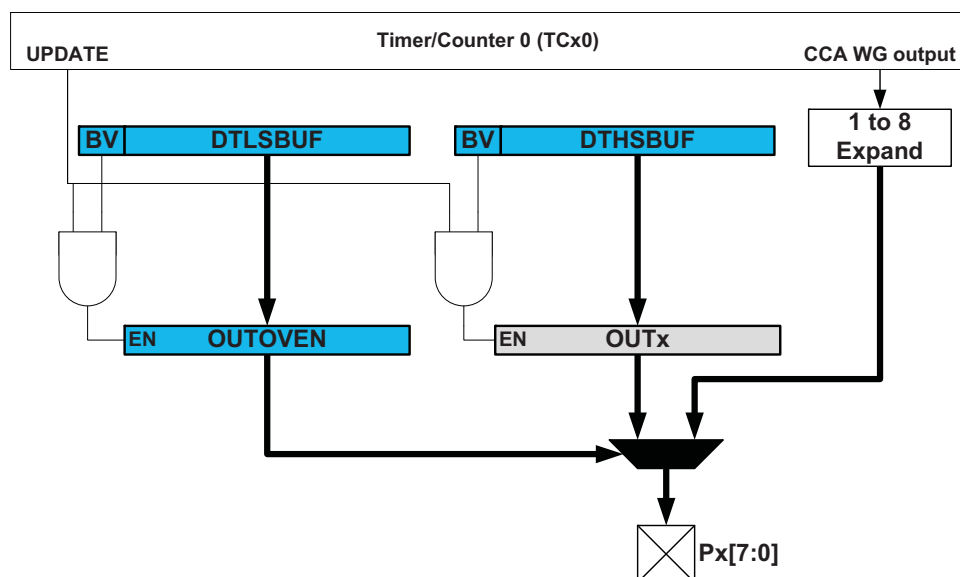 Timer/Counter 0 (TCx0)
UPDATE
CCA WG output
BV
DTLSBUF
BV
DTHSBUF
1 to 8
Expand
EN
OUTOVEN
EN
OUTx
Px[7:0]